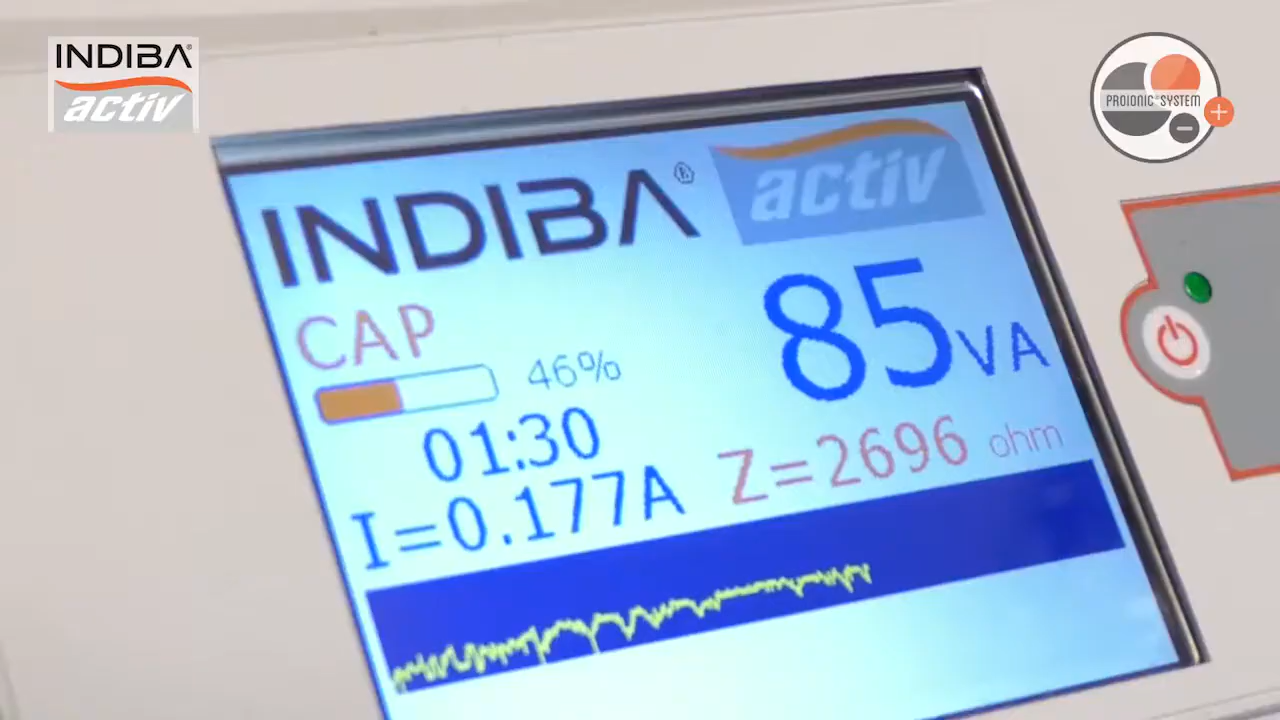 INDIBA®
activ
PROIONIC® SYSTEM
INDIBA®
activ
CAP
46%
85VA
01:30
I=0.177A
Z=2696 ohm